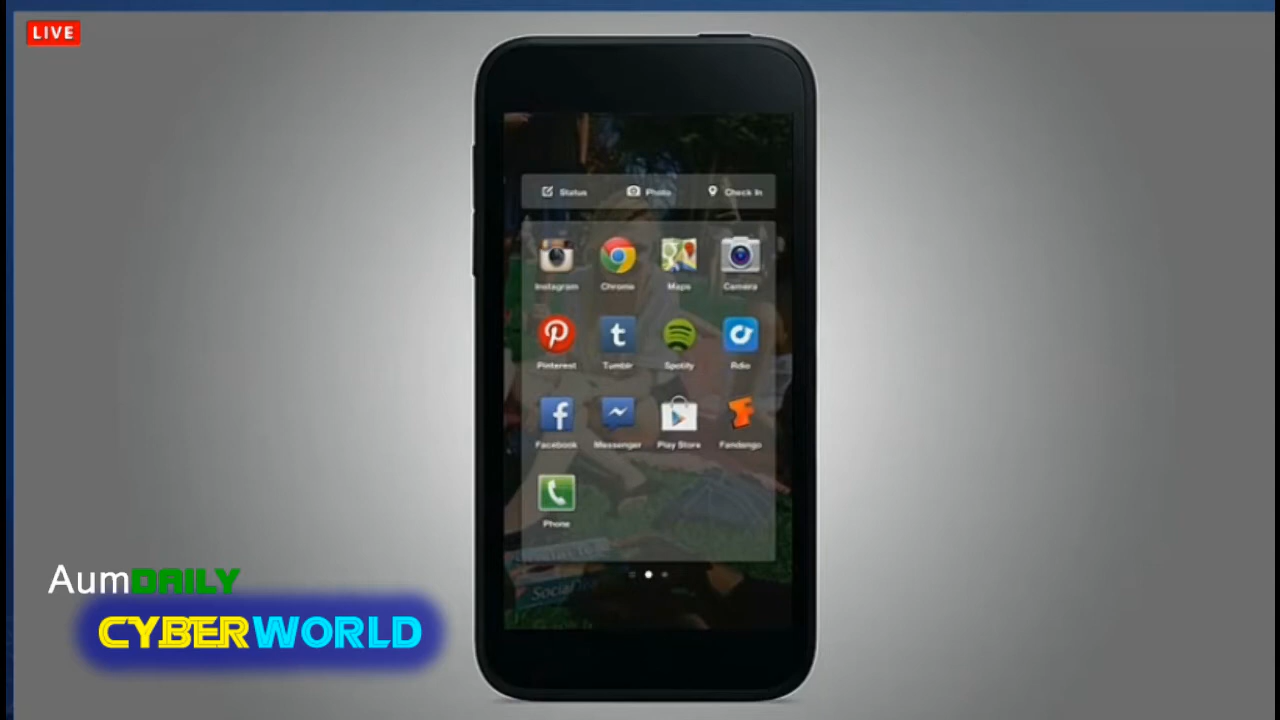 LIVE
Status Photo Check In
Instagram Chrome Maps Camera
Pinterest Tumblr Spotify Rdio
Facebook Messenger Play Store Fandango
Phone
AumDAILY
CYBERWORLD